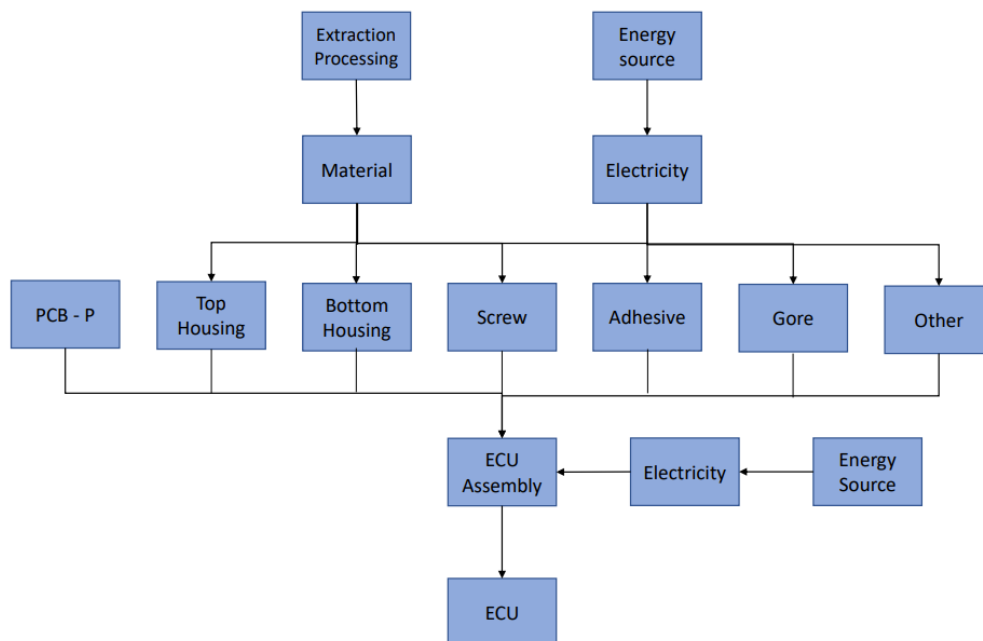 Extraction
Processing
Energy
source
Material
Electricity
PCB - P
Top
Housing
Bottom
Housing
Screw
Adhesive
Gore
Other
ECU
Assembly
Electricity
Energy
Source
ECU